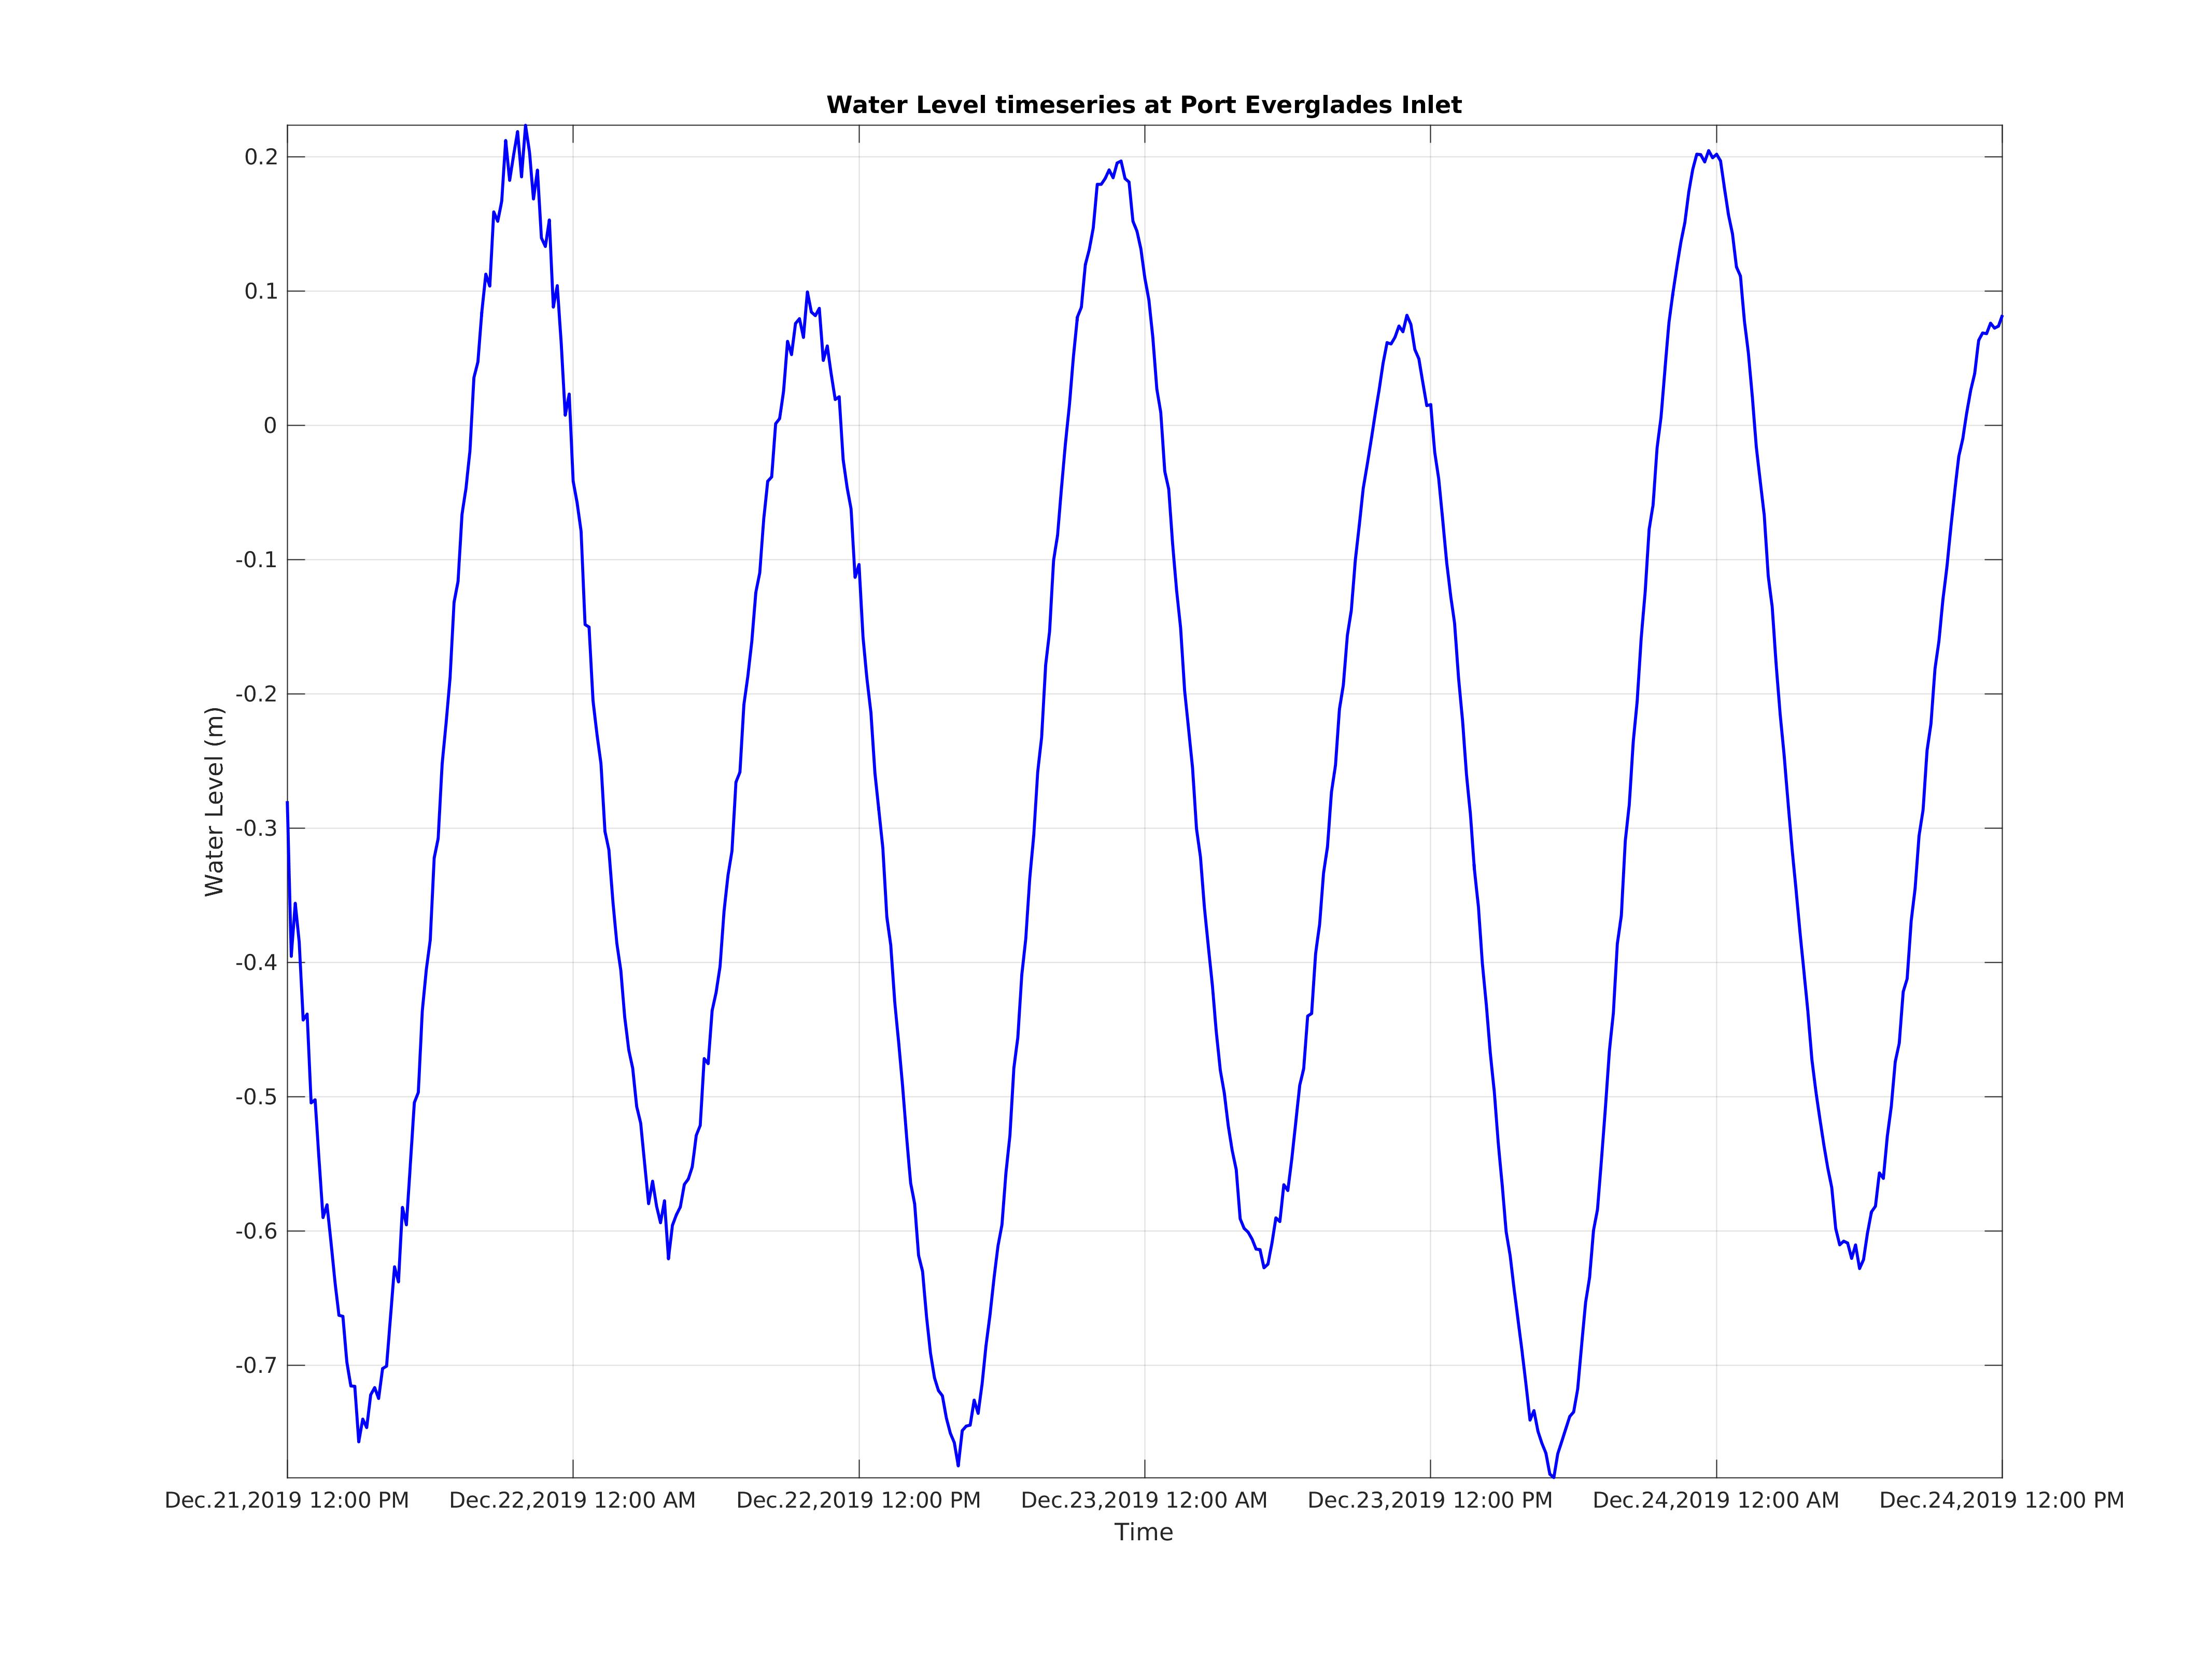 Water Level timeseries at Port Everglades Inlet
0.2
0.1
0
-0.1
-0.2
-0.3
-0.4
-0.5
-0.6
-0.7
Water Level (m)
Dec.21,2019 12:00 PM Dec.22,2019 12:00 AM Dec.22,2019 12:00 PM Dec.23,2019 12:00 AM Dec.23,2019 12:00 PM Dec.24,2019 12:00 AM Dec.24,2019 12:00 PM
Time